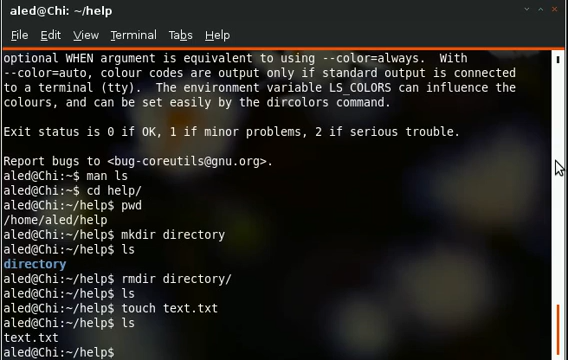 aled@Chi: ~/help
File Edit View Terminal Tabs Help
optional WHEN argument is equivalent to using --color=always.  With
--color=auto, colour codes are output only if standard output is connected
to a terminal (tty).  The environment variable LS_COLORS can influence the
colours, and can be set easily by the dircolors command.
Exit status is 0 if OK, 1 if minor problems, 2 if serious trouble.
Report bugs to <bug-coreutils@gnu.org>.
aled@Chi:~$ man ls
aled@Chi:~$ cd help/
aled@Chi:~/help$ pwd
/home/aled/help
aled@Chi:~/help$ mkdir directory
aled@Chi:~/help$ ls
directory
aled@Chi:~/help$ rmdir directory/
aled@Chi:~/help$ ls
aled@Chi:~/help$ touch text.txt
aled@Chi:~/help$ ls
text.txt
aled@Chi:~/help$